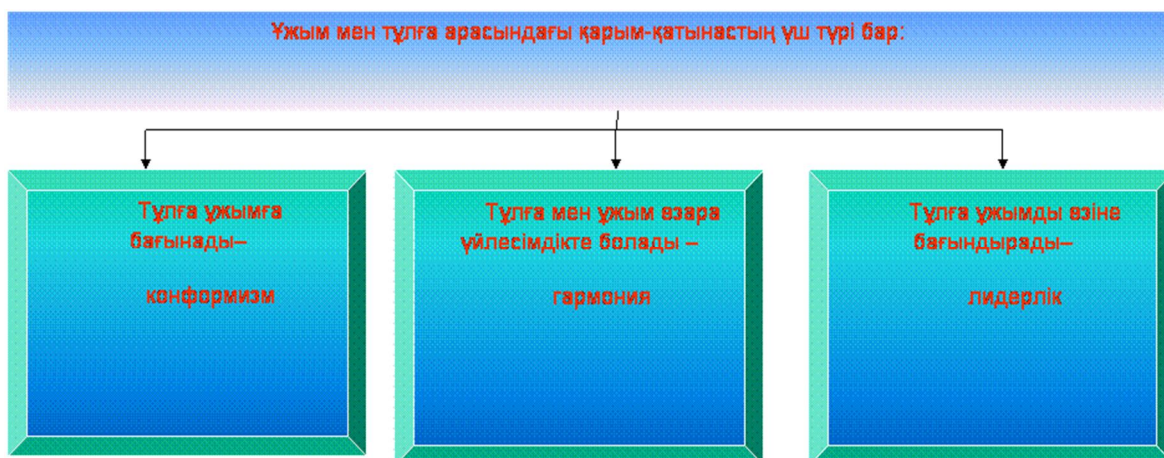 Ұжым мен тұлға арасындағы қарым-қатынастың үш түрі бар:
Тұлға ұжымға
бағынады–
конформизм
Тұлға мен ұжым өзара
үйлесімдікте болады –
гармония
Тұлға ұжымды өзіне
бағындырады–
лидерлік